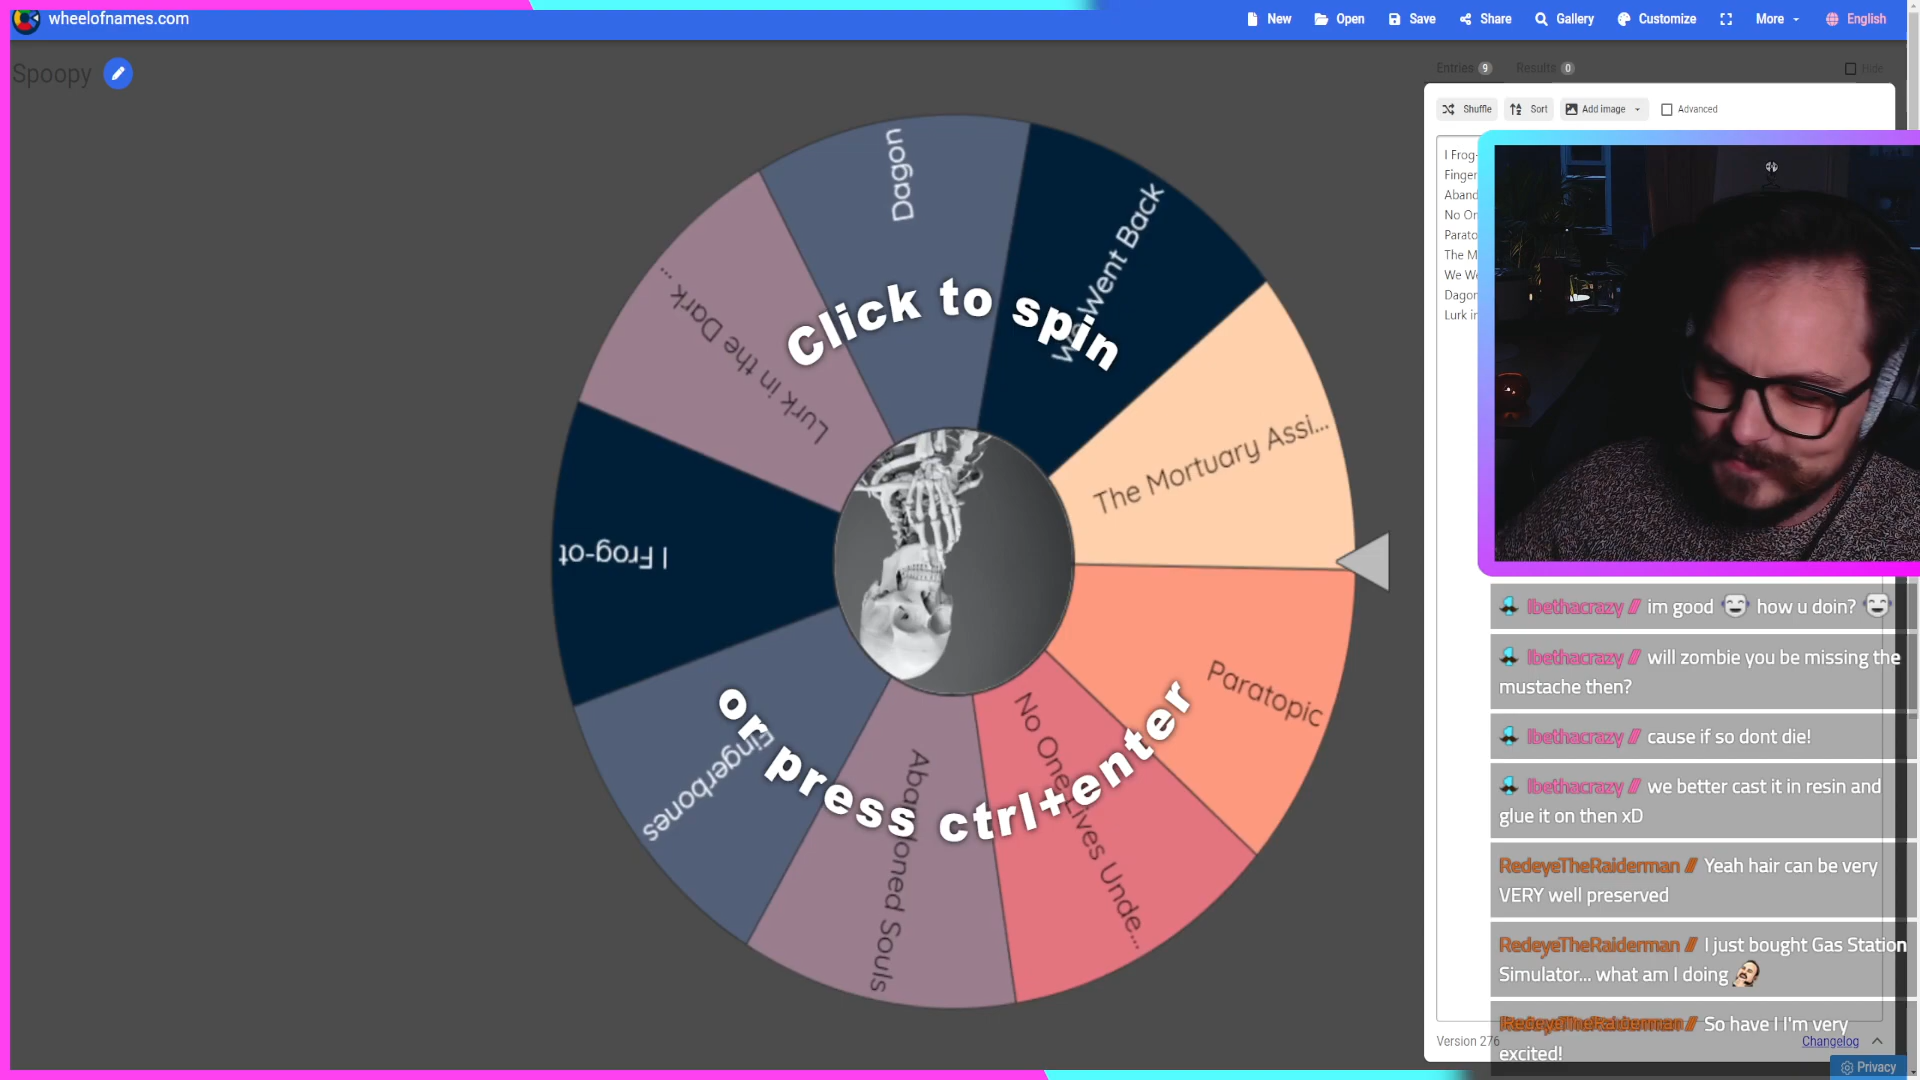 wheelofnames.com
New
Open
Save
Share
Gallery
Customize
More
English
Spoopy
Entries 9
Results 0
Hide
Shuffle
Sort
Add image
Advanced
I Frog-
Finger
Aband
No On
Parato
The M
We We
Dagon
Lurk in
Dagon
We Went Back
The Mortuary Assi...
Paratopic
No One Lives Unde...
Abandoned Souls
Fingerbones
I Frog-ot
Lurk in the Dark...
Click to spin
or press ctrl+enter
lbethacrazy // im good how u doin?
lbethacrazy // will zombie you be missing the
mustache then?
lbethacrazy // cause if so dont die!
lbethacrazy // we better cast it in resin and
glue it on then xD
RedeyeTheRaiderman // Yeah hair can be very
VERY well preserved
RedeyeTheRaiderman // I just bought Gas Station
Simulator... what am I doing
RedeyeTheRaiderman // So have I I'm very
excited!
Version 276
Changelog
Privacy